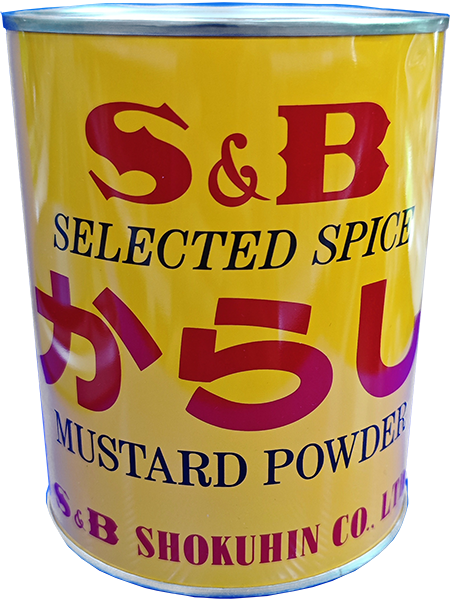 S&B
SELECTED SPICE
からし
MUSTARD POWDER
S&B SHOKUHIN CO., LTD